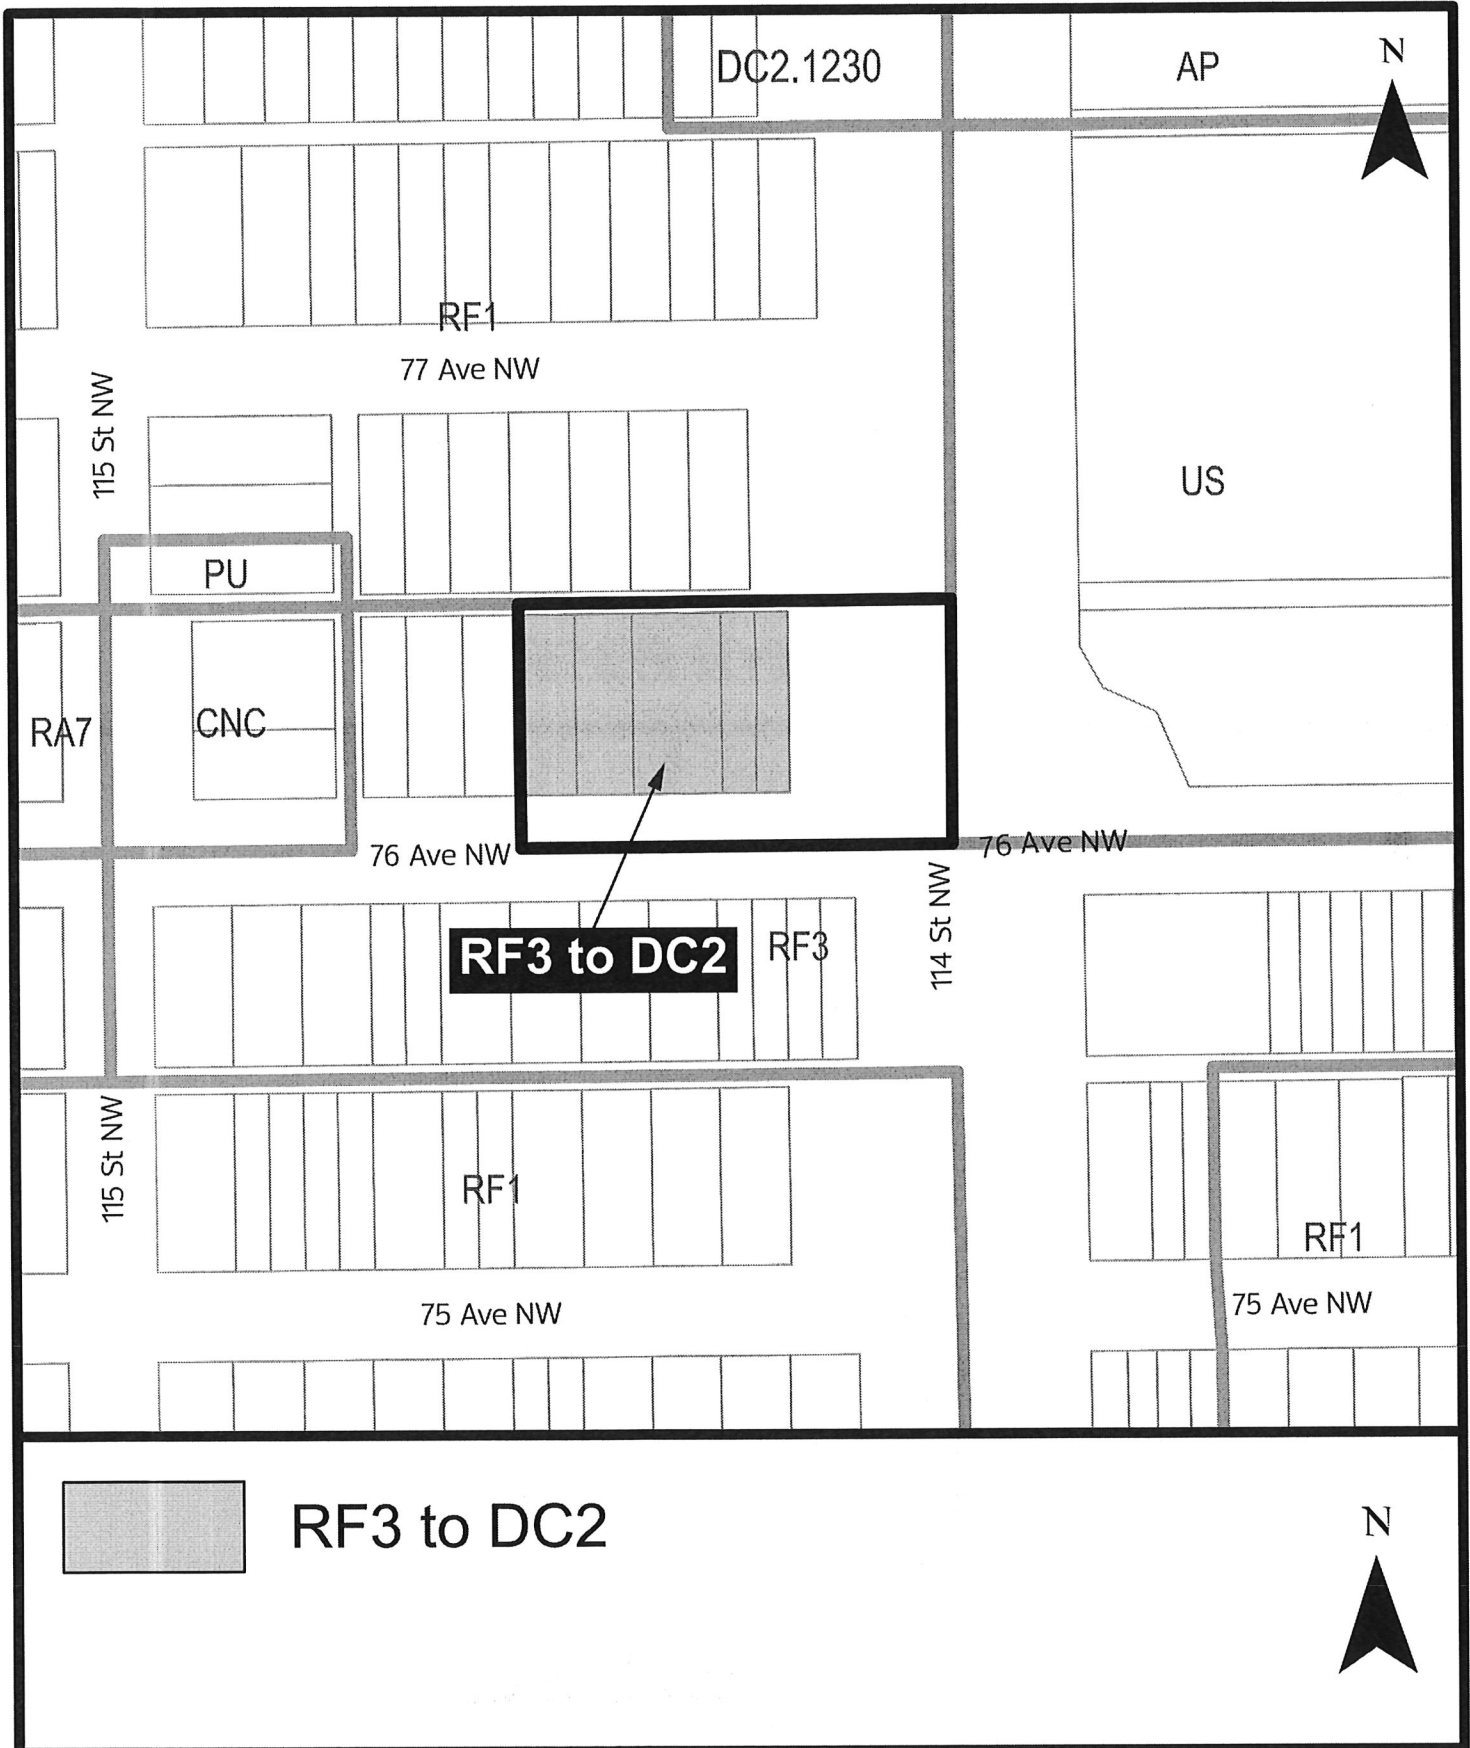 DC2.1230
AP
N
RF1
77 Ave NW
115 St NW
US
PU
RA7
CNC
76 Ave NW
76 Ave NW
114 St NW
RF3 to DC2
RF3
115 St NW
RF1
RF1
75 Ave NW
75 Ave NW
RF3 to DC2
N